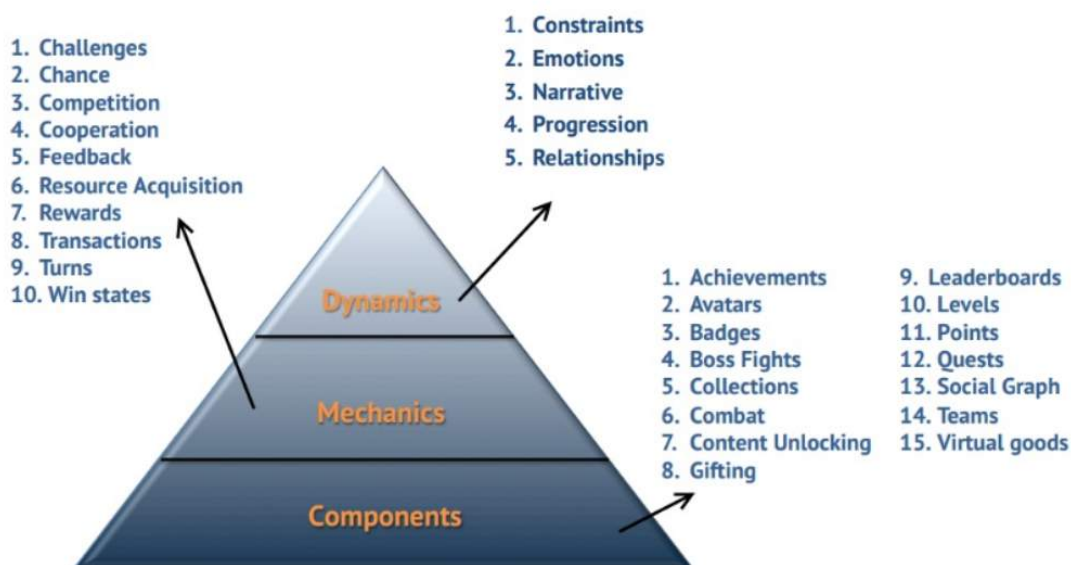 1. Challenges
2. Chance
3. Competition
4. Cooperation
5. Feedback
6. Resource Acquisition
7. Rewards
8. Transactions
9. Turns
10. Win states
1. Constraints
2. Emotions
3. Narrative
4. Progression
5. Relationships
Dynamics
Mechanics
Components
1. Achievements
2. Avatars
3. Badges
4. Boss Fights
5. Collections
6. Combat
7. Content Unlocking
8. Gifting
9. Leaderboards
10. Levels
11. Points
12. Quests
13. Social Graph
14. Teams
15. Virtual goods